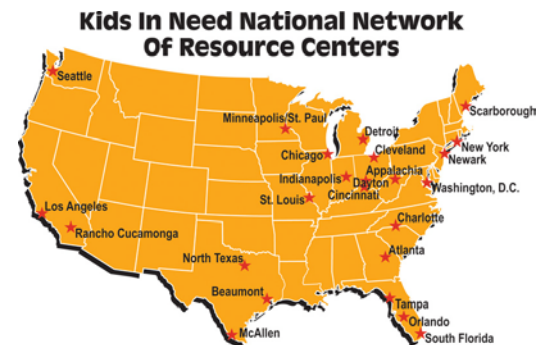 Kids In Need National Network
Of Resource Centers
Seattle
Minneapolis/St. Paul
Scarborough
Detroit
New York
Chicago
Cleveland
Newark
Indianapolis
Appalachia
Dayton
Washington, D.C.
St. Louis
Cincinnati
Los Angeles
Charlotte
Rancho Cucamonga
Atlanta
North Texas
Beaumont
Tampa
Orlando
McAllen
South Florida